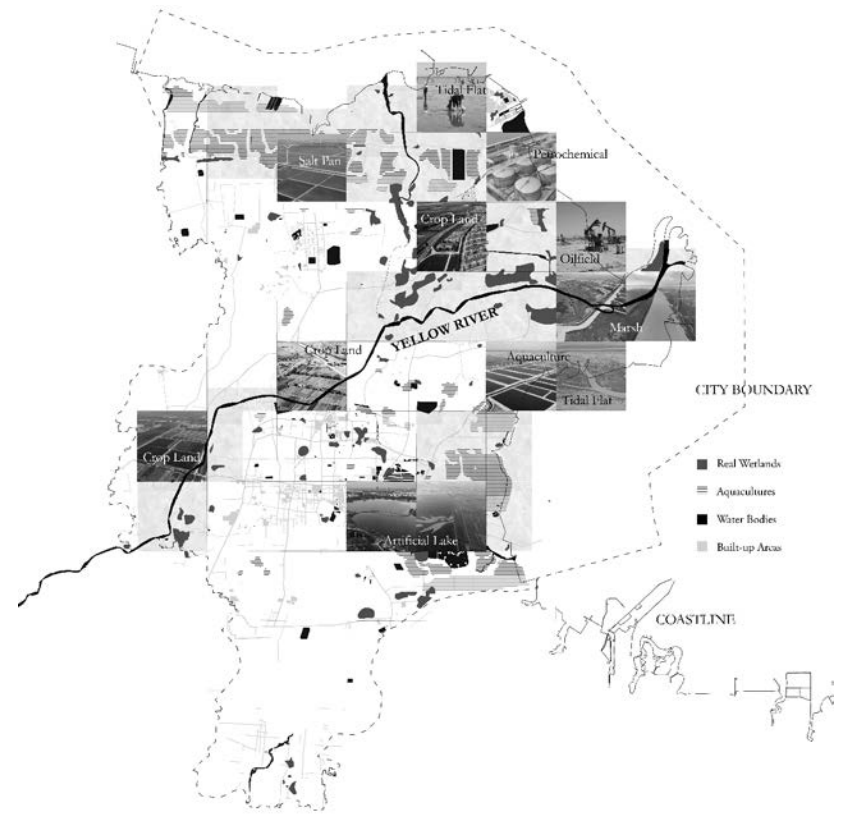 Tidal Flat
Salt Pan
Petrochemical
Crop Land
Oilfield
YELLOW RIVER
Marsh
Crop Land
Aquaculture
Tidal Flat
CITY BOUNDARY
Crop Land
Real Wetlands
Aquacultures
Water Bodies
Built-up Areas
Artificial Lake
COASTLINE